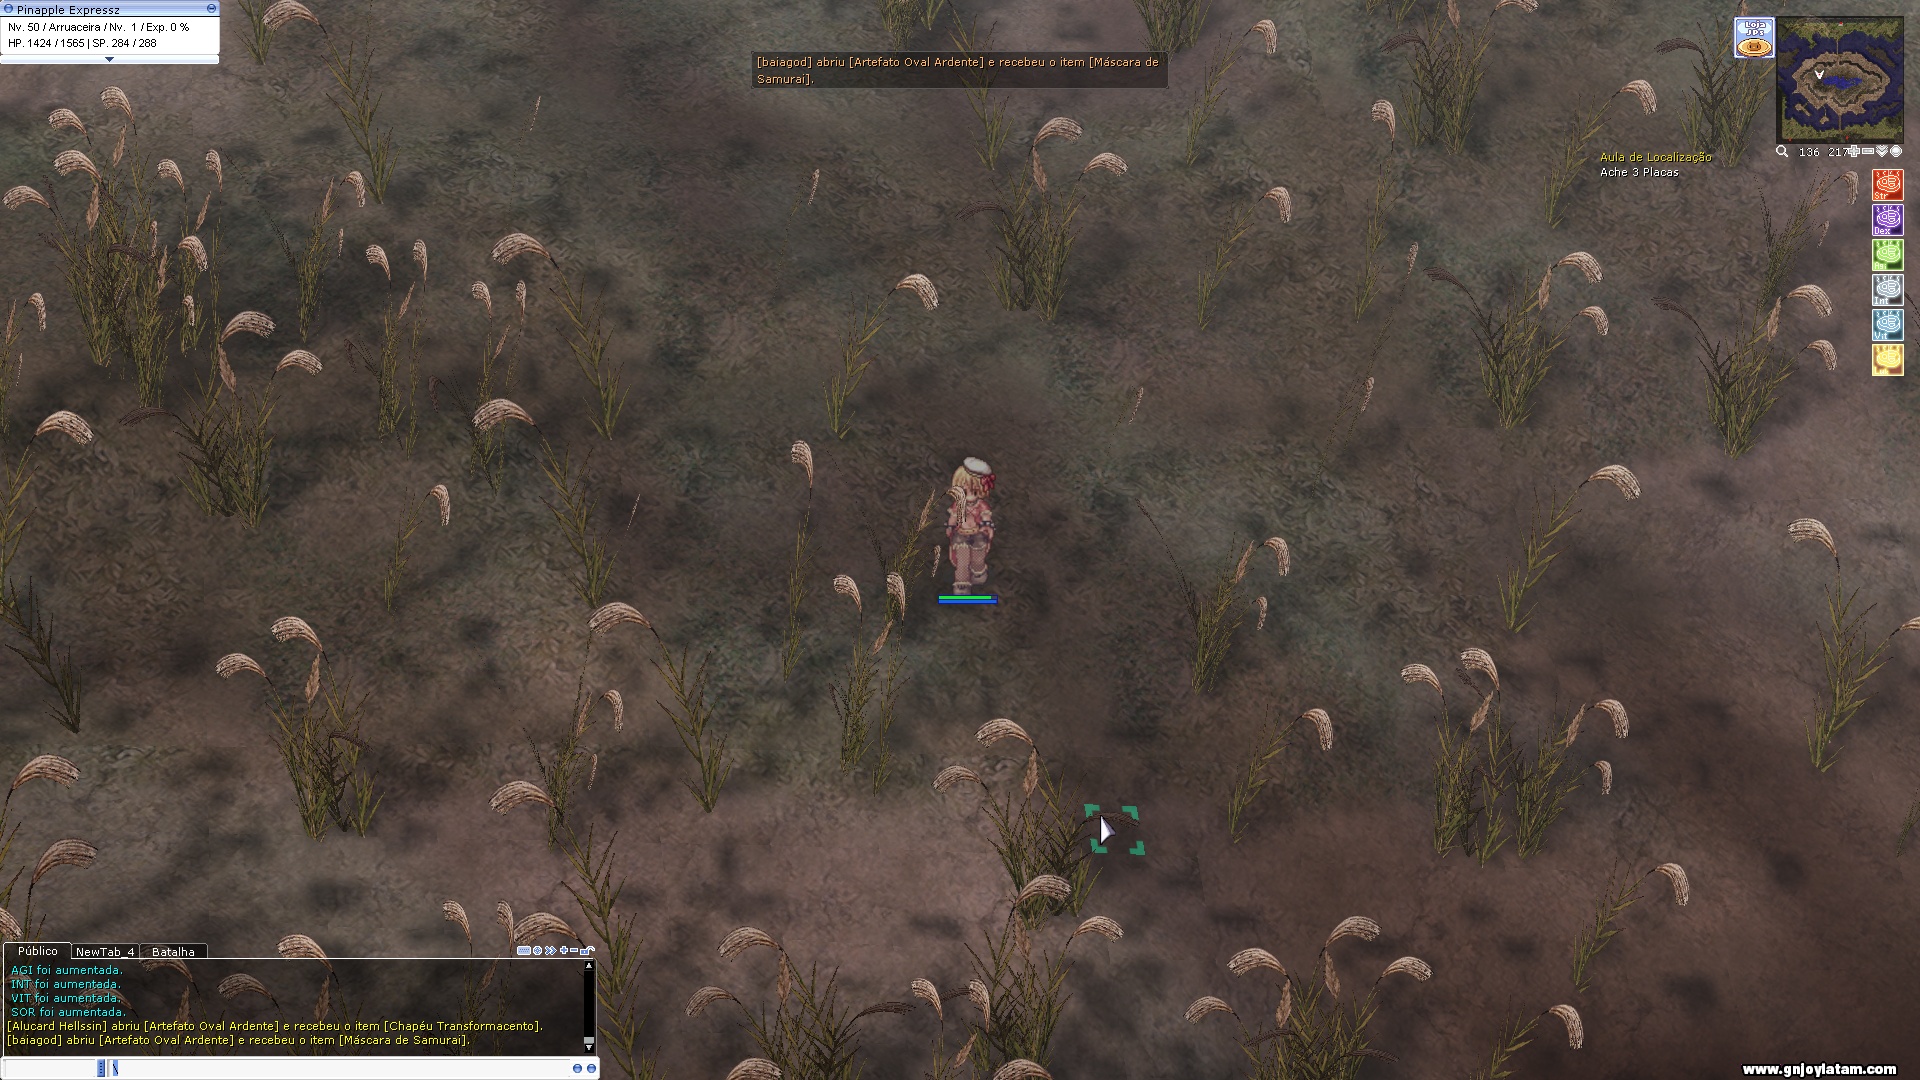 Pinapple Expressz
Nv. 50 / Arruaceira / Nv. 1 / Exp. 0 %
HP. 1424 / 1565 | SP. 284 / 288
[baiagod] abriu [Artefato Oval Ardente] e recebeu o item [Máscara de
Samurai].
Loja
136 217
Aula de Localização
Ache 3 Placas
Str
Dex
Agi
Int
Vit
Luk
Público NewTab_4 Batalha
AGI foi aumentada.
INT foi aumentada.
VIT foi aumentada.
SOR foi aumentada.
[Alucard Hellssin] abriu [Artefato Oval Ardente] e recebeu o item [Chapéu Transformacento].
[baiagod] abriu [Artefato Oval Ardente] e recebeu o item [Máscara de Samurai].
www.gnjoylatam.com